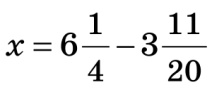 x = 6 1/4 − 3 11/20